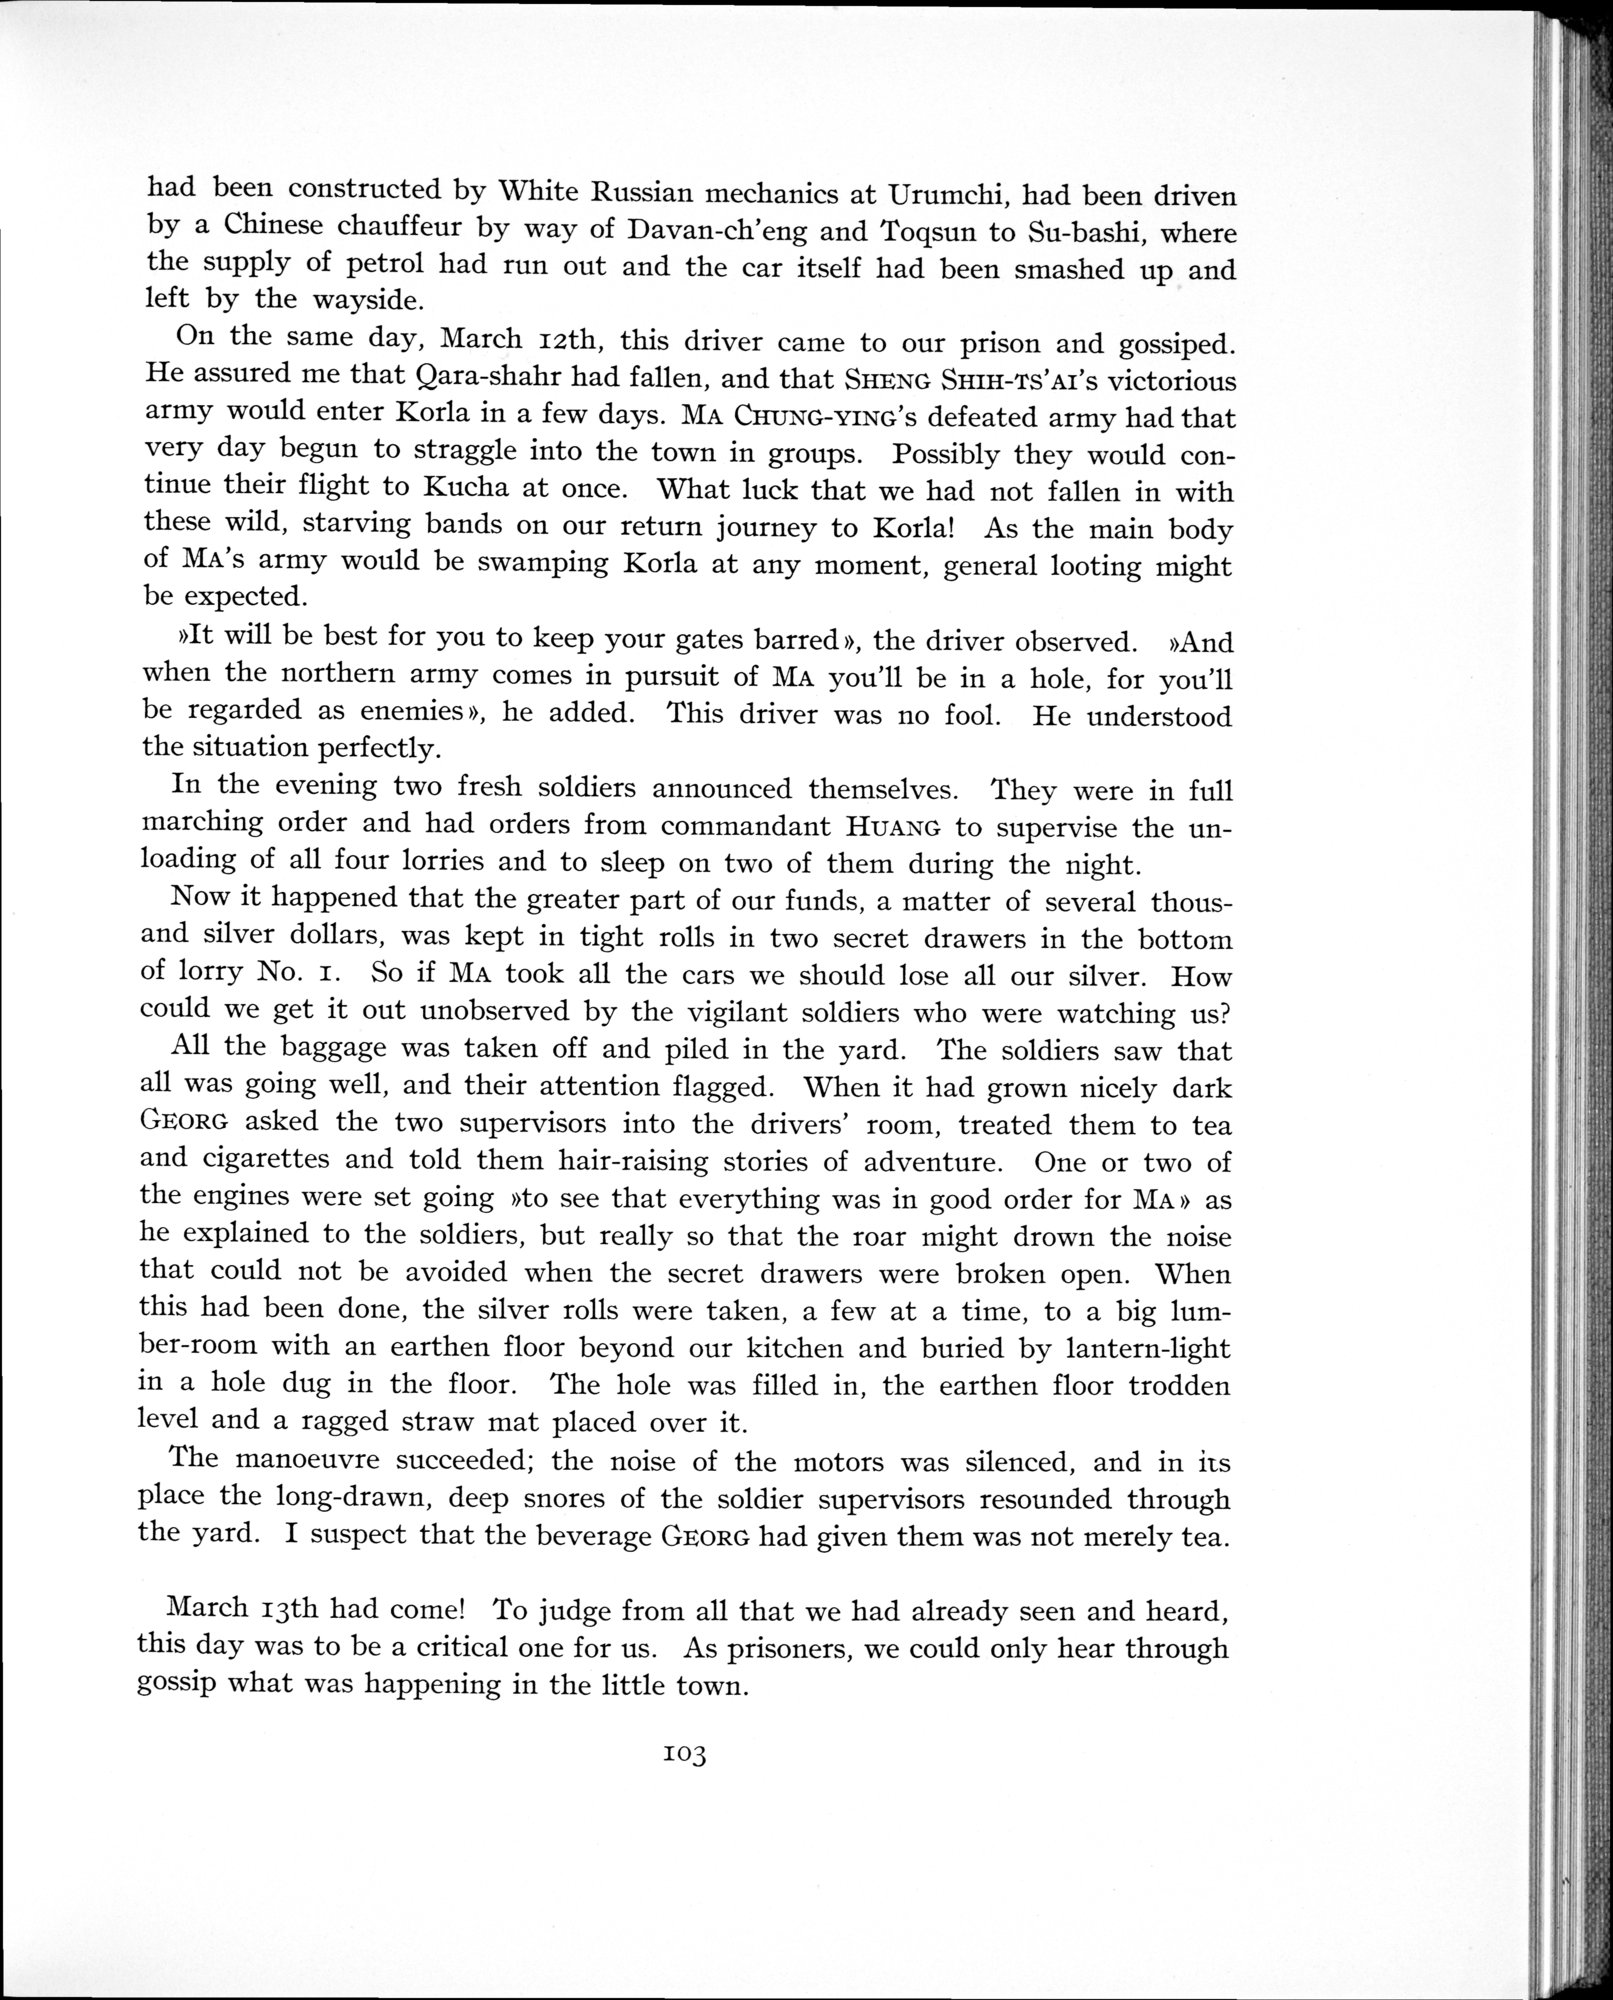 had been constructed by White Russian mechanics at Urumchi, had been driven
by a Chinese chauffeur by way of Davan-ch'eng and Toqsun to Su-bashi, where
the supply of petrol had run out and the car itself had been smashed up and
left by the wayside.
On the same day, March 12th, this driver came to our prison and gossiped.
He assured me that Qara-shahr had fallen, and that SHENG SHIH-TS'AI's victorious
army would enter Korla in a few days. MA CHUNG-YING's defeated army had that
very day begun to straggle into the town in groups. Possibly they would con-
tinue their flight to Kucha at once. What luck that we had not fallen in with
these wild, starving bands on our return journey to Korla! As the main body
of MA's army would be swamping Korla at any moment, general looting might
be expected.
»It will be best for you to keep your gates barred», the driver observed. »And
when the northern army comes in pursuit of MA you'll be in a hole, for you'll
be regarded as enemies», he added. This driver was no fool. He understood
the situation perfectly.
In the evening two fresh soldiers announced themselves. They were in full
marching order and had orders from commandant HUANG to supervise the un-
loading of all four lorries and to sleep on two of them during the night.
Now it happened that the greater part of our funds, a matter of several thous-
and silver dollars, was kept in tight rolls in two secret drawers in the bottom
of lorry No. 1. So if MA took all the cars we should lose all our silver. How
could we get it out unobserved by the vigilant soldiers who were watching us?
All the baggage was taken off and piled in the yard. The soldiers saw that
all was going well, and their attention flagged. When it had grown nicely dark
GEORG asked the two supervisors into the drivers' room, treated them to tea
and cigarettes and told them hair-raising stories of adventure. One or two of
the engines were set going »to see that everything was in good order for MA» as
he explained to the soldiers, but really so that the roar might drown the noise
that could not be avoided when the secret drawers were broken open. When
this had been done, the silver rolls were taken, a few at a time, to a big lum-
ber-room with an earthen floor beyond our kitchen and buried by lantern-light
in a hole dug in the floor. The hole was filled in, the earthen floor trodden
level and a ragged straw mat placed over it.
The manoeuvre succeeded; the noise of the motors was silenced, and in its
place the long-drawn, deep snores of the soldier supervisors resounded through
the yard. I suspect that the beverage GEORG had given them was not merely tea.
March 13th had come! To judge from all that we had already seen and heard,
this day was to be a critical one for us. As prisoners, we could only hear through
gossip what was happening in the little town.
103